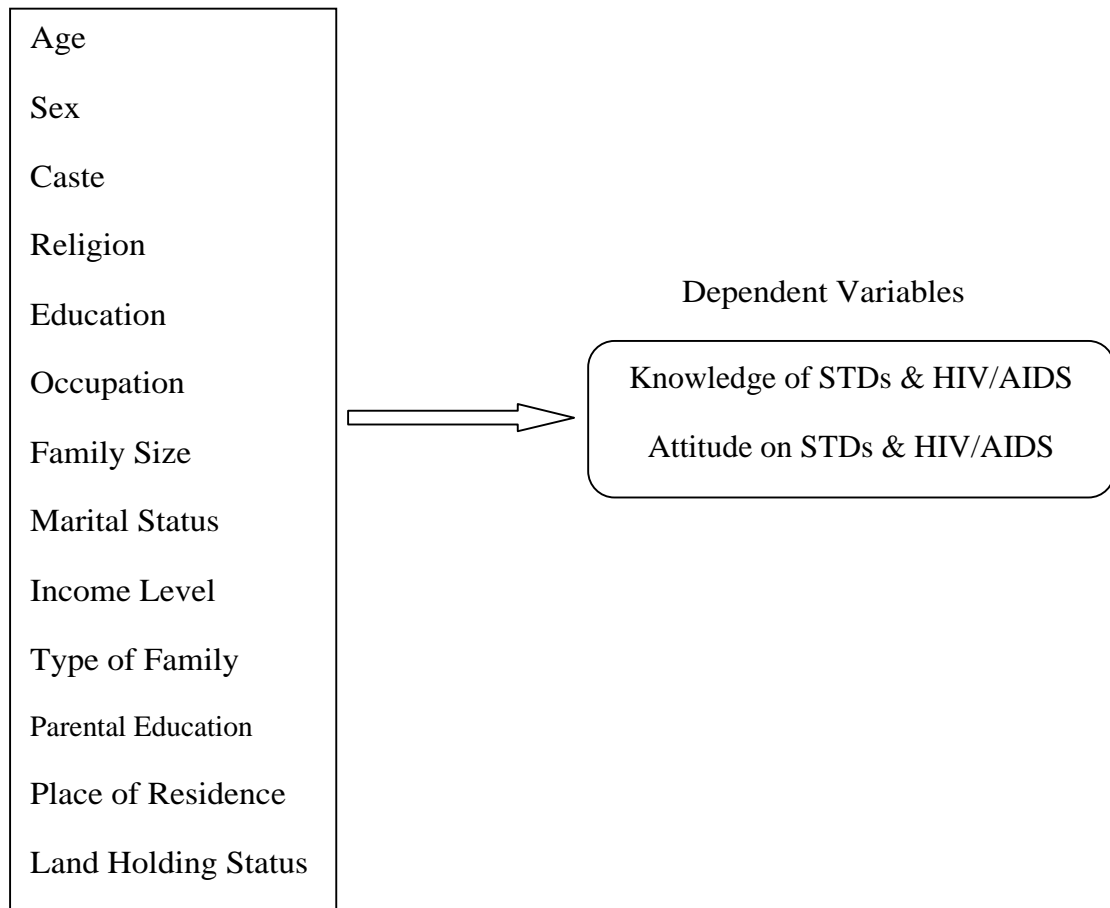 Age
Sex
Caste
Religion
Education
Occupation
Family Size
Marital Status
Income Level
Type of Family
Parental Education
Place of Residence
Land Holding Status
Dependent Variables
Knowledge of STDs & HIV/AIDS
Attitude on STDs & HIV/AIDS